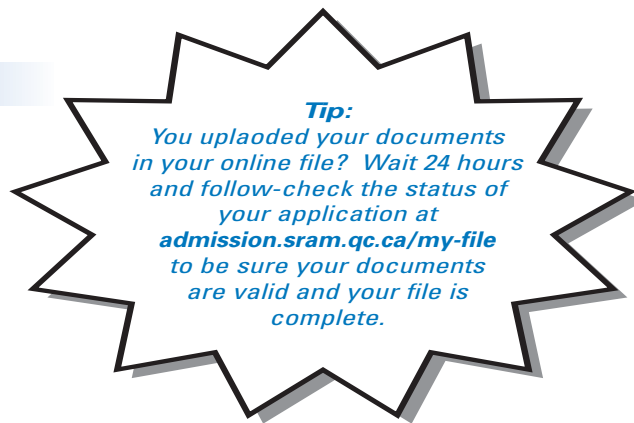 Tip:
You uplaoded your documents
in your online file? Wait 24 hours
and follow-check the status of
your application at
admission.sram.qc.ca/my-file
to be sure your documents
are valid and your file is
complete.